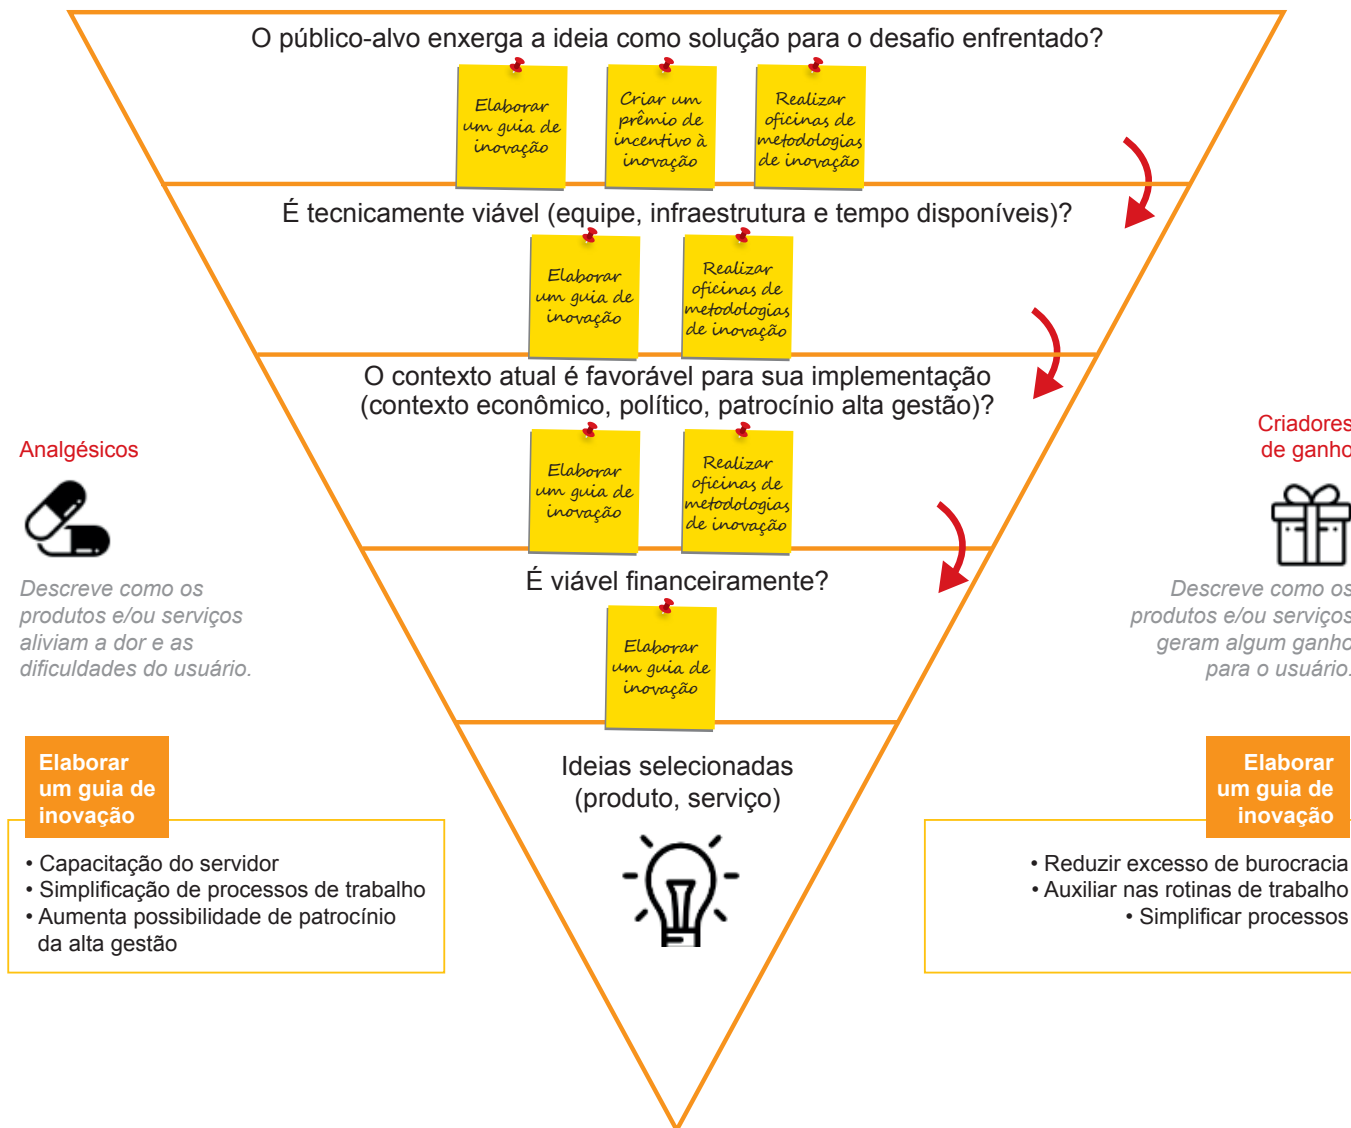 O público-alvo enxerga a ideia como solução para o desafio enfrentado?
Elaborar
um guia de
inovação
Criar um
prêmio de
incentivo à
inovação
Realizar
oficinas de
metodologias
de inovação
É tecnicamente viável (equipe, infraestrutura e tempo disponíveis)?
Elaborar
um guia de
inovação
Realizar
oficinas de
metodologias
de inovação
O contexto atual é favorável para sua implementação
(contexto econômico, político, patrocínio alta gestão)?
Elaborar
um guia de
inovação
Realizar
oficinas de
metodologias
de inovação
É viável financeiramente?
Elaborar
um guia de
inovação
Ideias selecionadas
(produto, serviço)
Analgésicos
Descreve como os
produtos e/ou serviços
aliviam a dor e as
dificuldades do usuário.
Elaborar
um guia de
inovação
• Capacitação do servidor
• Simplificação de processos de trabalho
• Aumenta possibilidade de patrocínio
da alta gestão
Criadores
de ganho
Descreve como os
produtos e/ou serviços
geram algum ganho
para o usuário.
Elaborar
um guia de
inovação
• Reduzir excesso de burocracia
• Auxiliar nas rotinas de trabalho
• Simplificar processos